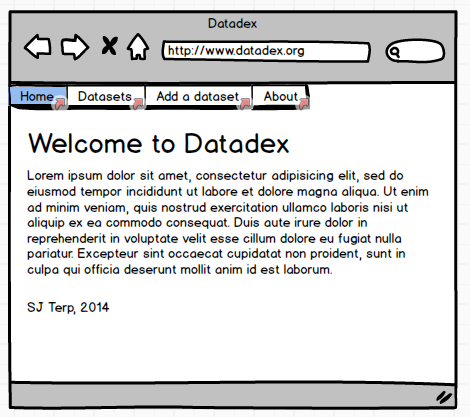 Datadex
http://www.datadex.org
Home Datasets Add a dataset About
Welcome to Datadex
Lorem ipsum dolor sit amet, consectetur adipisicing elit, sed do
eiusmod tempor incididunt ut labore et dolore magna aliqua. Ut enim
ad minim veniam, quis nostrud exercitation ullamco laboris nisi ut
aliquip ex ea commodo consequat. Duis aute irure dolor in
reprehenderit in voluptate velit esse cillum dolore eu fugiat nulla
pariatur. Excepteur sint occaecat cupidatat non proident, sunt in
culpa qui officia deserunt mollit anim id est laborum.
SJ Terp, 2014